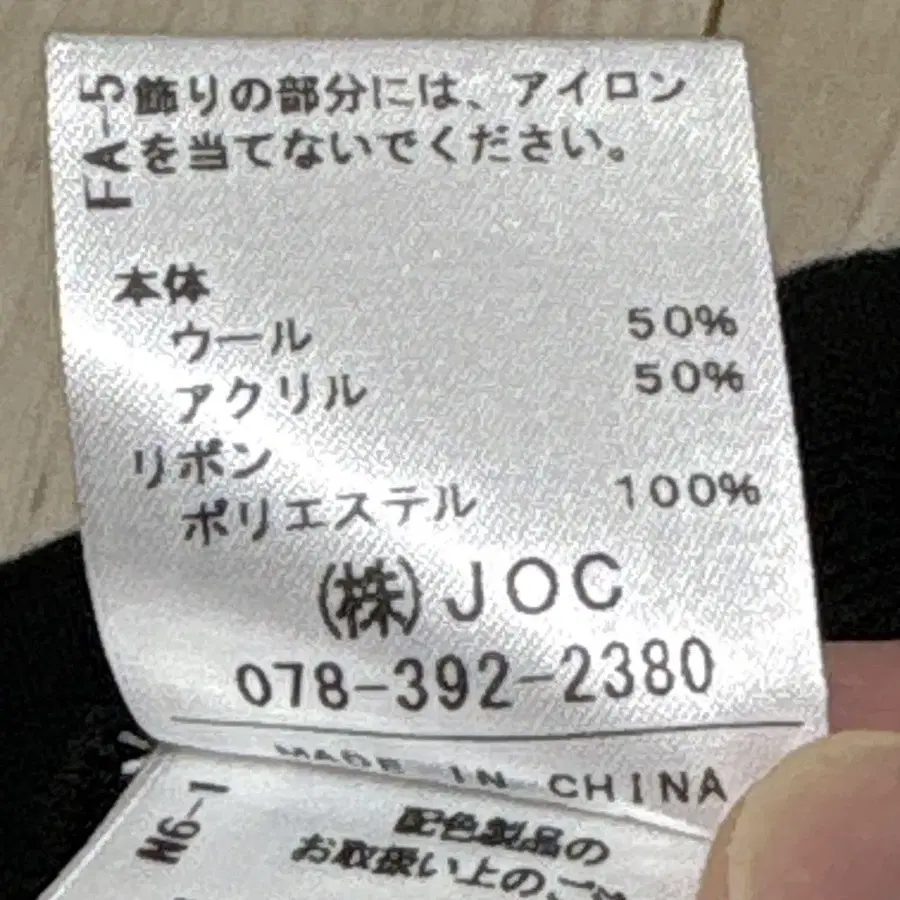 FA-5
飾りの部分には、アイロン
を当てないでください。
本体
ウール 50%
アクリル 50%
リボン
ポリエステル 100%
(株)JOC
078-392-2380
MADE IN CHINA
M6-1
配色製品の
お取扱い上のご